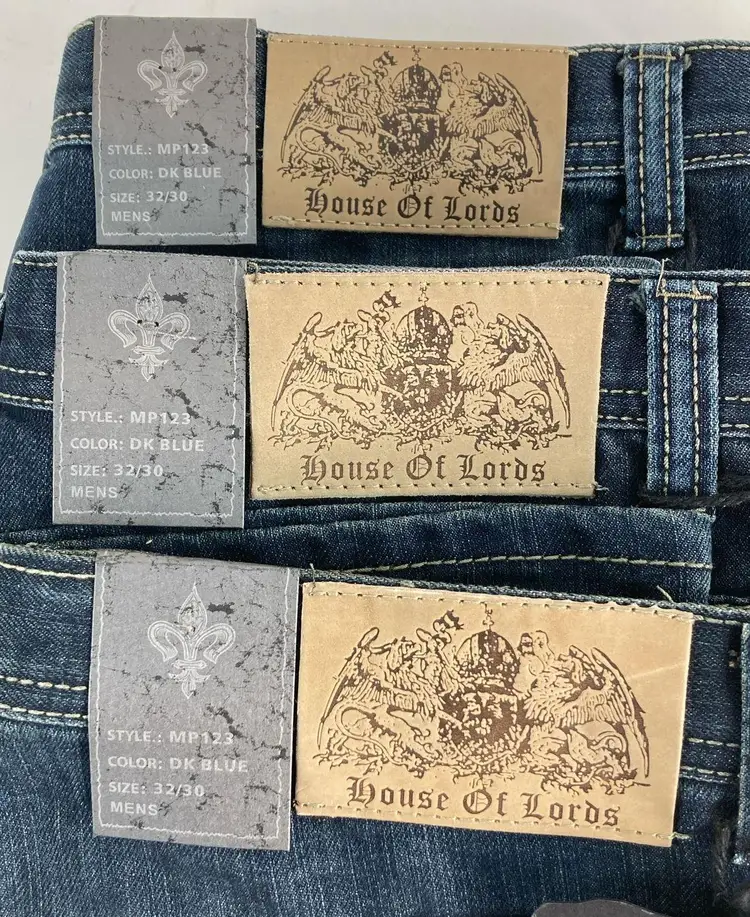 STYLE.: MP123
COLOR: DK BLUE
SIZE: 32/30
MENS
House Of Lords
STYLE.: MP123
COLOR: DK BLUE
SIZE: 32/30
MENS
House Of Lords
STYLE.: MP123
COLOR: DK BLUE
SIZE: 32/30
MENS
House Of Lords